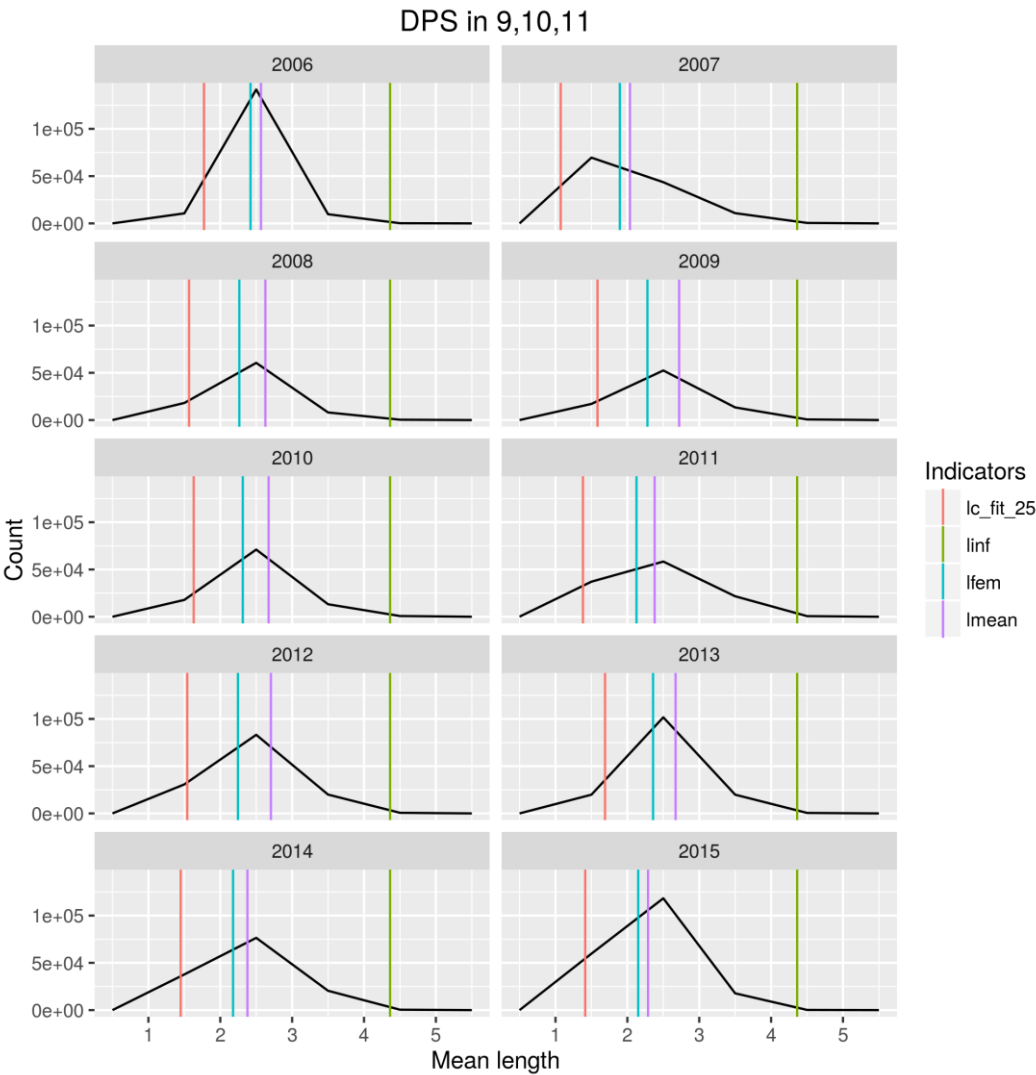 DPS in 9,10,11
2006 2007
1e+05
5e+04
0e+00
2008 2009
1e+05
5e+04
0e+00
2010 2011
1e+05
5e+04
0e+00
2012 2013
1e+05
5e+04
0e+00
2014 2015
1e+05
5e+04
0e+00
1 2 3 4 5 1 2 3 4 5
Mean length
Count
Indicators
lc_fit_25
linf
lfem
lmean